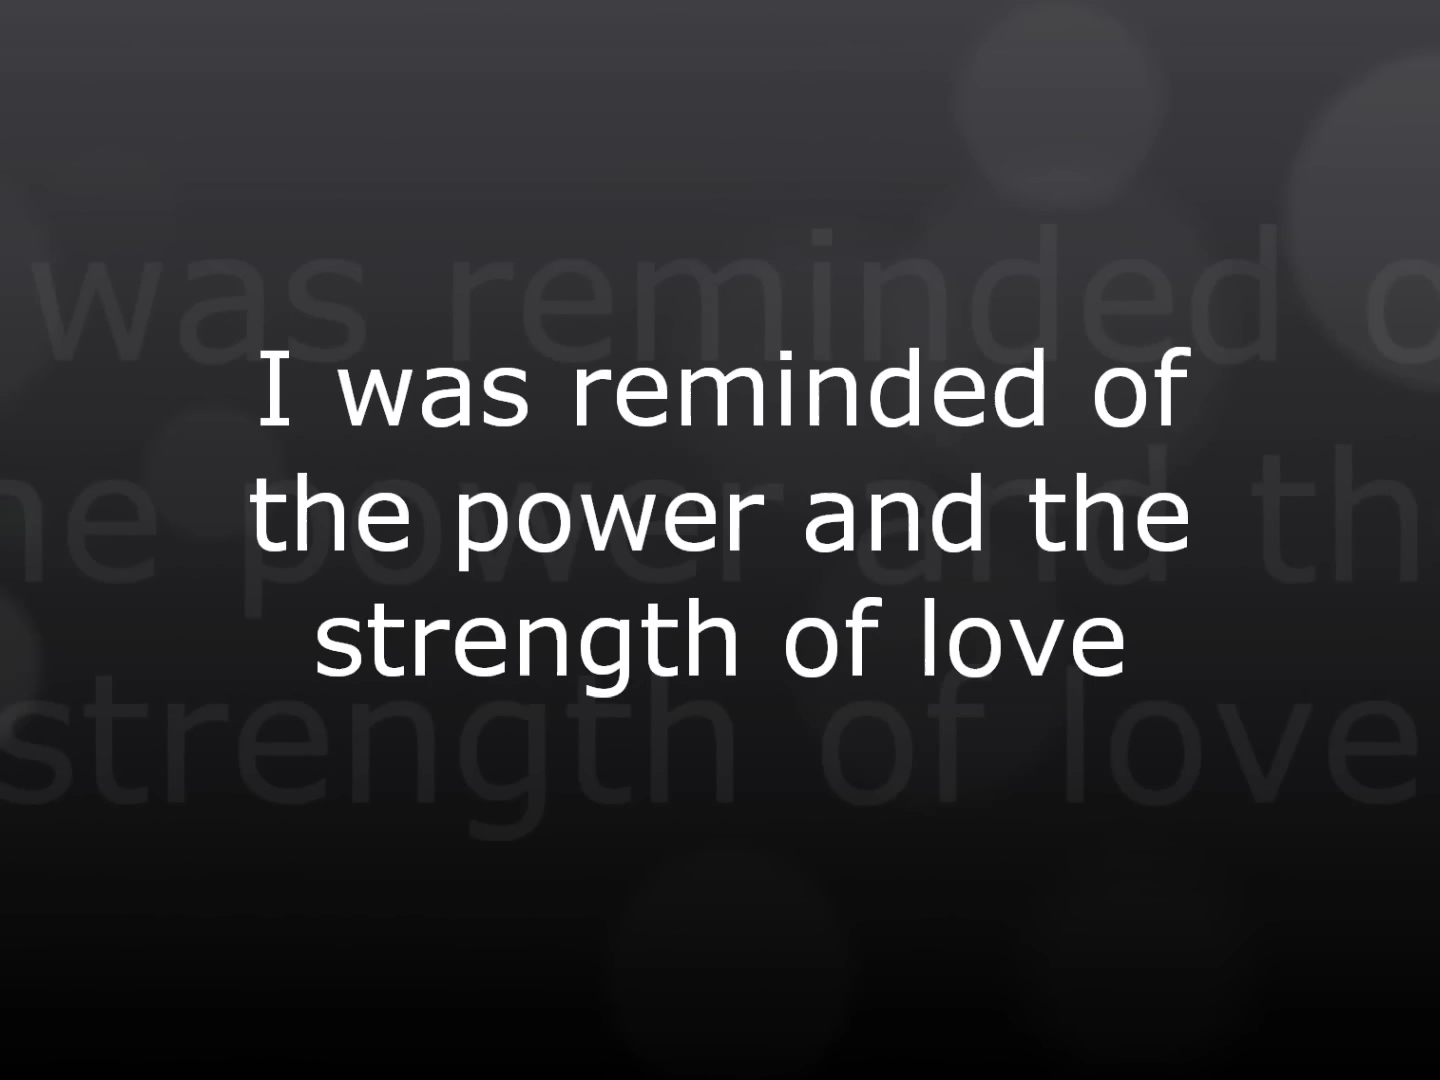 I was reminded of
the power and the
strength of love